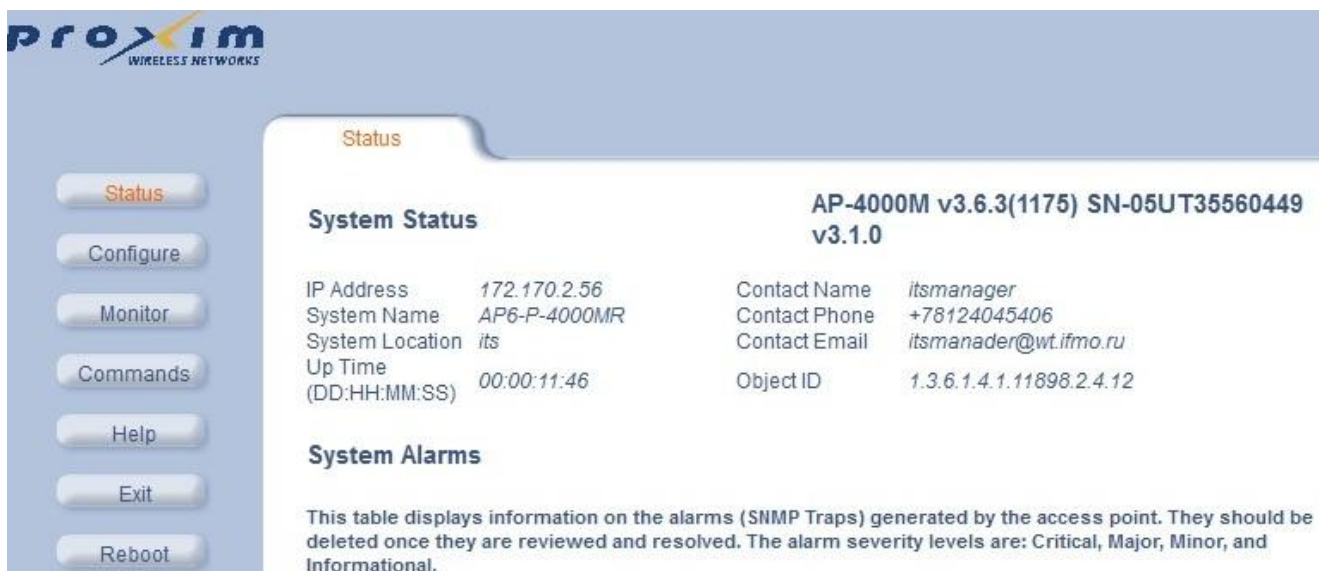 proxim
WIRELESS NETWORKS
Status
Status
Configure
Monitor
Commands
Help
Exit
Reboot
System Status
AP-4000M v3.6.3(1175) SN-05UT35560449
v3.1.0
IP Address 172.170.2.56 Contact Name itsmanager
System Name AP6-P-4000MR Contact Phone +78124045406
System Location its Contact Email itsmanader@wt.ifmo.ru
Up Time
(DD:HH:MM:SS) 00:00:11:46 Object ID 1.3.6.1.4.1.11898.2.4.12
System Alarms
This table displays information on the alarms (SNMP Traps) generated by the access point. They should be
deleted once they are reviewed and resolved. The alarm severity levels are: Critical, Major, Minor, and
Informational.